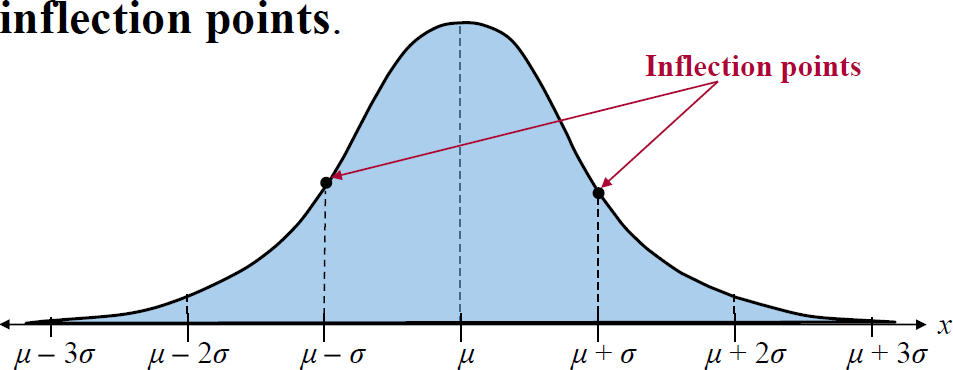 inflection points.
Inflection points
x
μ – 3σ μ – 2σ μ – σ μ μ + σ μ + 2σ μ + 3σ